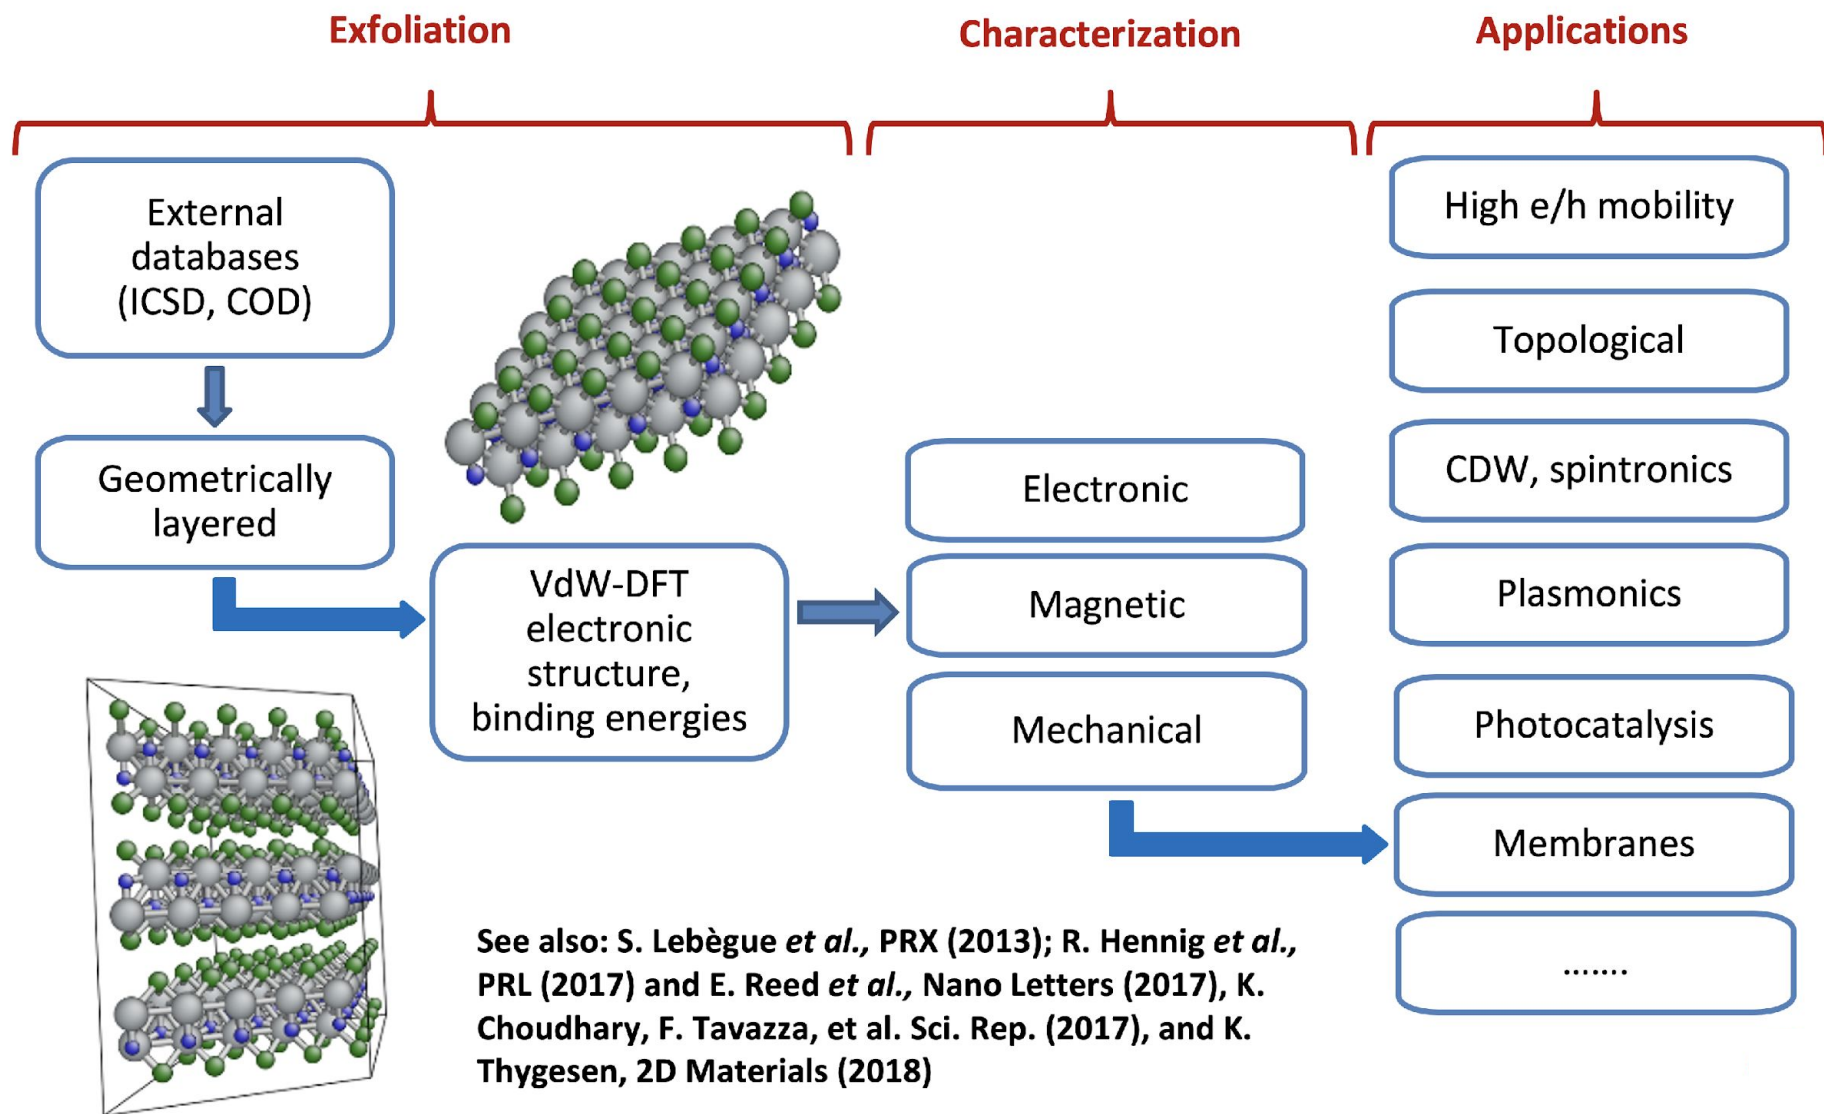 Exfoliation
Characterization
Applications
External
databases
(ICSD, COD)
Geometrically
layered
VdW-DFT
electronic
structure,
binding energies
Electronic
Magnetic
Mechanical
High e/h mobility
Topological
CDW, spintronics
Plasmonics
Photocatalysis
Membranes
.......
See also: S. Lebègue et al., PRX (2013); R. Hennig et al.,
PRL (2017) and E. Reed et al., Nano Letters (2017), K.
Choudhary, F. Tavazza, et al. Sci. Rep. (2017), and K.
Thygesen, 2D Materials (2018)